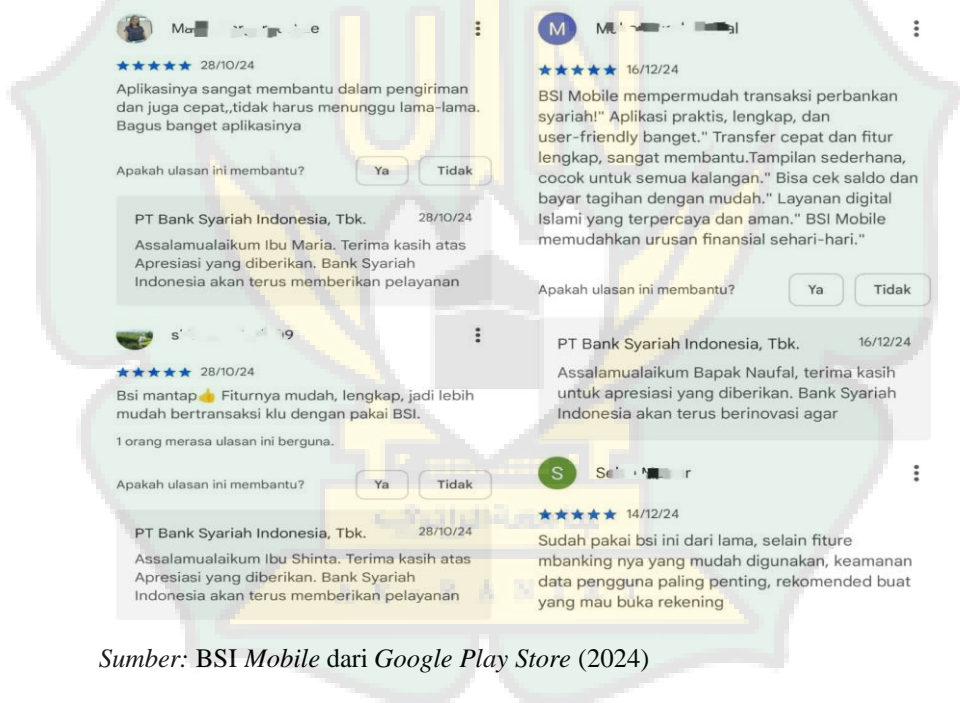 28/10/24
Aplikasinya sangat membantu dalam pengiriman
dan juga cepat,,tidak harus menunggu lama-lama.
Bagus banget aplikasinya
Apakah ulasan ini membantu?
Ya
Tidak
PT Bank Syariah Indonesia, Tbk.
28/10/24
Assalamualaikum Ibu Maria. Terima kasih atas
Apresiasi yang diberikan. Bank Syariah
Indonesia akan terus memberikan pelayanan
28/10/24
Bsi mantap👍 Fiturnya mudah, lengkap, jadi lebih
mudah bertransaksi klu dengan pakai BSI.
1 orang merasa ulasan ini berguna.
Apakah ulasan ini membantu?
Ya
Tidak
PT Bank Syariah Indonesia, Tbk.
28/10/24
Assalamualaikum Ibu Shinta. Terima kasih atas
Apresiasi yang diberikan. Bank Syariah
Indonesia akan terus memberikan pelayanan
M
16/12/24
BSI Mobile mempermudah transaksi perbankan
syariah!" Aplikasi praktis, lengkap, dan
user-friendly banget." Transfer cepat dan fitur
lengkap, sangat membantu.Tampilan sederhana,
cocok untuk semua kalangan." Bisa cek saldo dan
bayar tagihan dengan mudah." Layanan digital
Islami yang terpercaya dan aman." BSI Mobile
memudahkan urusan finansial sehari-hari."
Apakah ulasan ini membantu?
Ya
Tidak
PT Bank Syariah Indonesia, Tbk.
16/12/24
Assalamualaikum Bapak Naufal, terima kasih
untuk apresiasi yang diberikan. Bank Syariah
Indonesia akan terus berinovasi agar
S
14/12/24
Sudah pakai bsi ini dari lama, selain fiture
mbanking nya yang mudah digunakan, keamanan
data pengguna paling penting, rekomended buat
yang mau buka rekening
Sumber: BSI Mobile dari Google Play Store (2024)